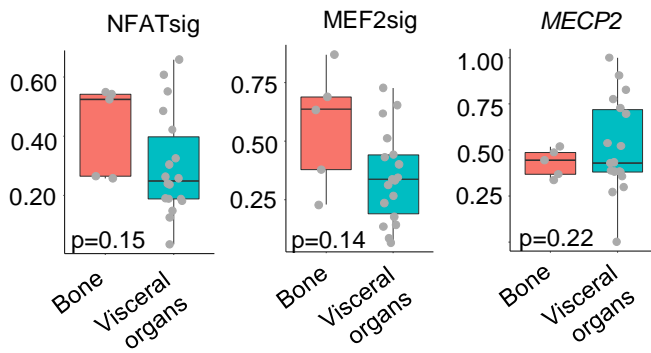 NFATsig
MEF2sig
MECP2
0.60
0.40
0.20
p=0.15
Bone
Visceral
organs
0.75
0.50
0.25
p=0.14
Bone
Visceral
organs
1.00
0.75
0.50
0.25
p=0.22
Bone
Visceral
organs